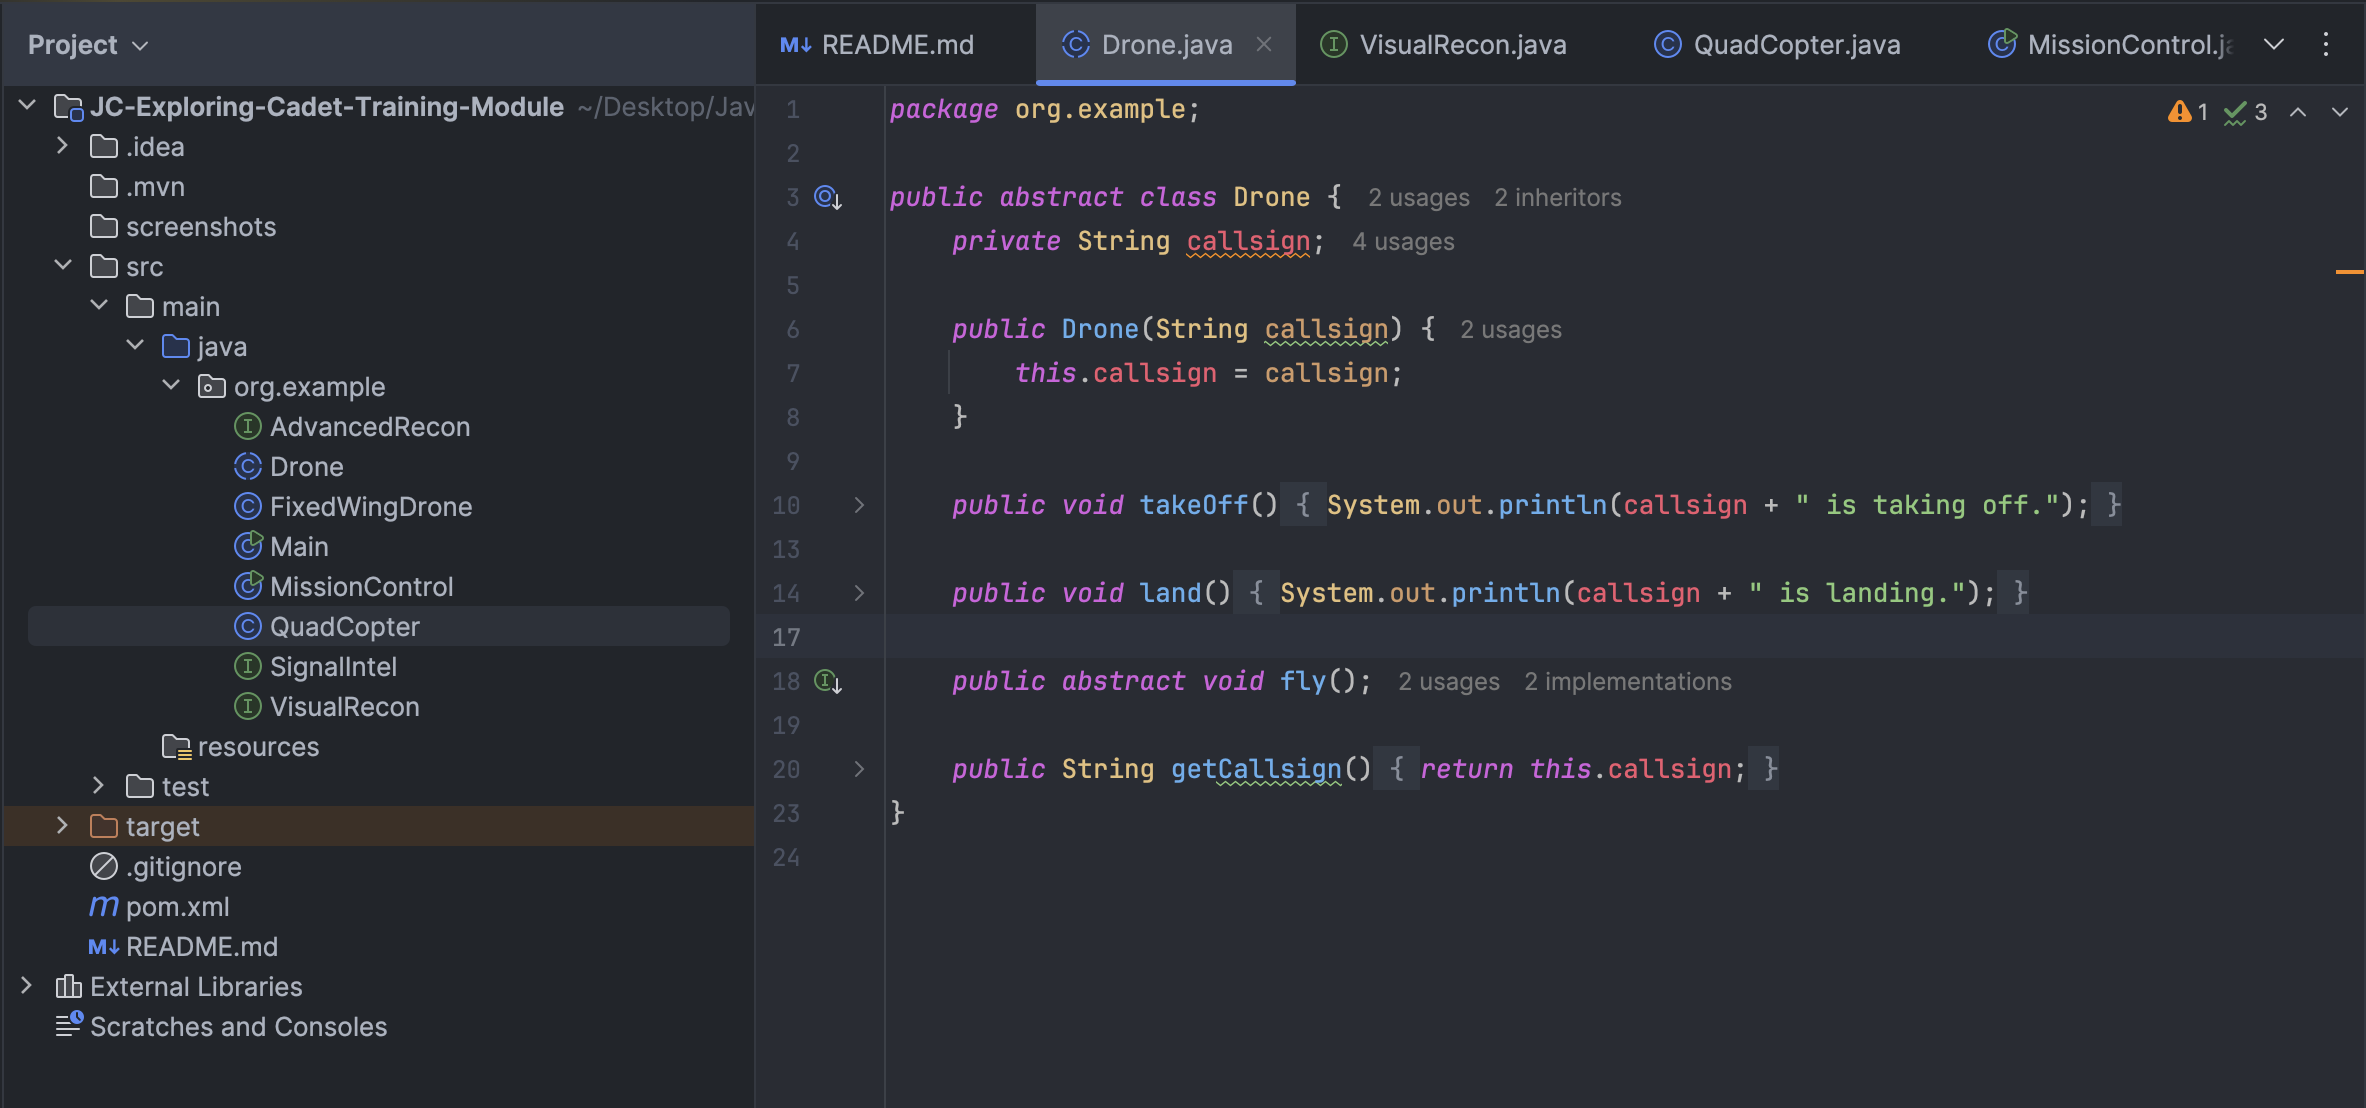 Project
README.md
Drone.java
VisualRecon.java
QuadCopter.java
MissionControl.ja
JC-Exploring-Cadet-Training-Module ~/Desktop/Jav
.idea
.mvn
screenshots
src
main
java
org.example
AdvancedRecon
Drone
FixedWingDrone
Main
MissionControl
QuadCopter
SignalIntel
VisualRecon
resources
test
target
.gitignore
pom.xml
README.md
External Libraries
Scratches and Consoles
1 3
1 package org.example;
2
3 public abstract class Drone { 2 usages 2 inheritors
4 private String callsign; 4 usages
5
6 public Drone(String callsign) { 2 usages
7 this.callsign = callsign;
8 }
9
10 public void takeOff() { System.out.println(callsign + " is taking off."); }
13
14 public void land() { System.out.println(callsign + " is landing."); }
17
18 public abstract void fly(); 2 usages 2 implementations
19
20 public String getCallsign() { return this.callsign; }
23 }
24